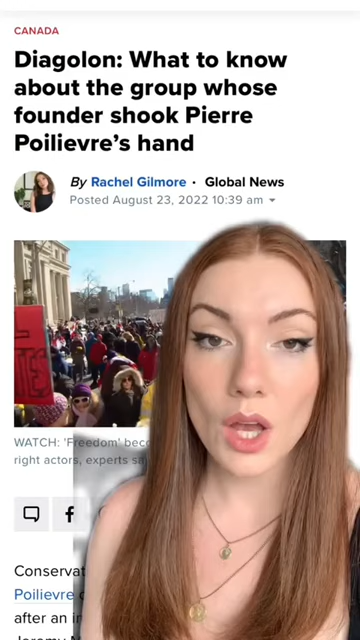 CANADA
Diagolon: What to know
about the group whose
founder shook Pierre
Poilievre's hand
By Rachel Gilmore · Global News
Posted August 23, 2022 10:39 am
WATCH: 'Freedom'
right actors, experts
f
Conservat
Poilievre
after an in